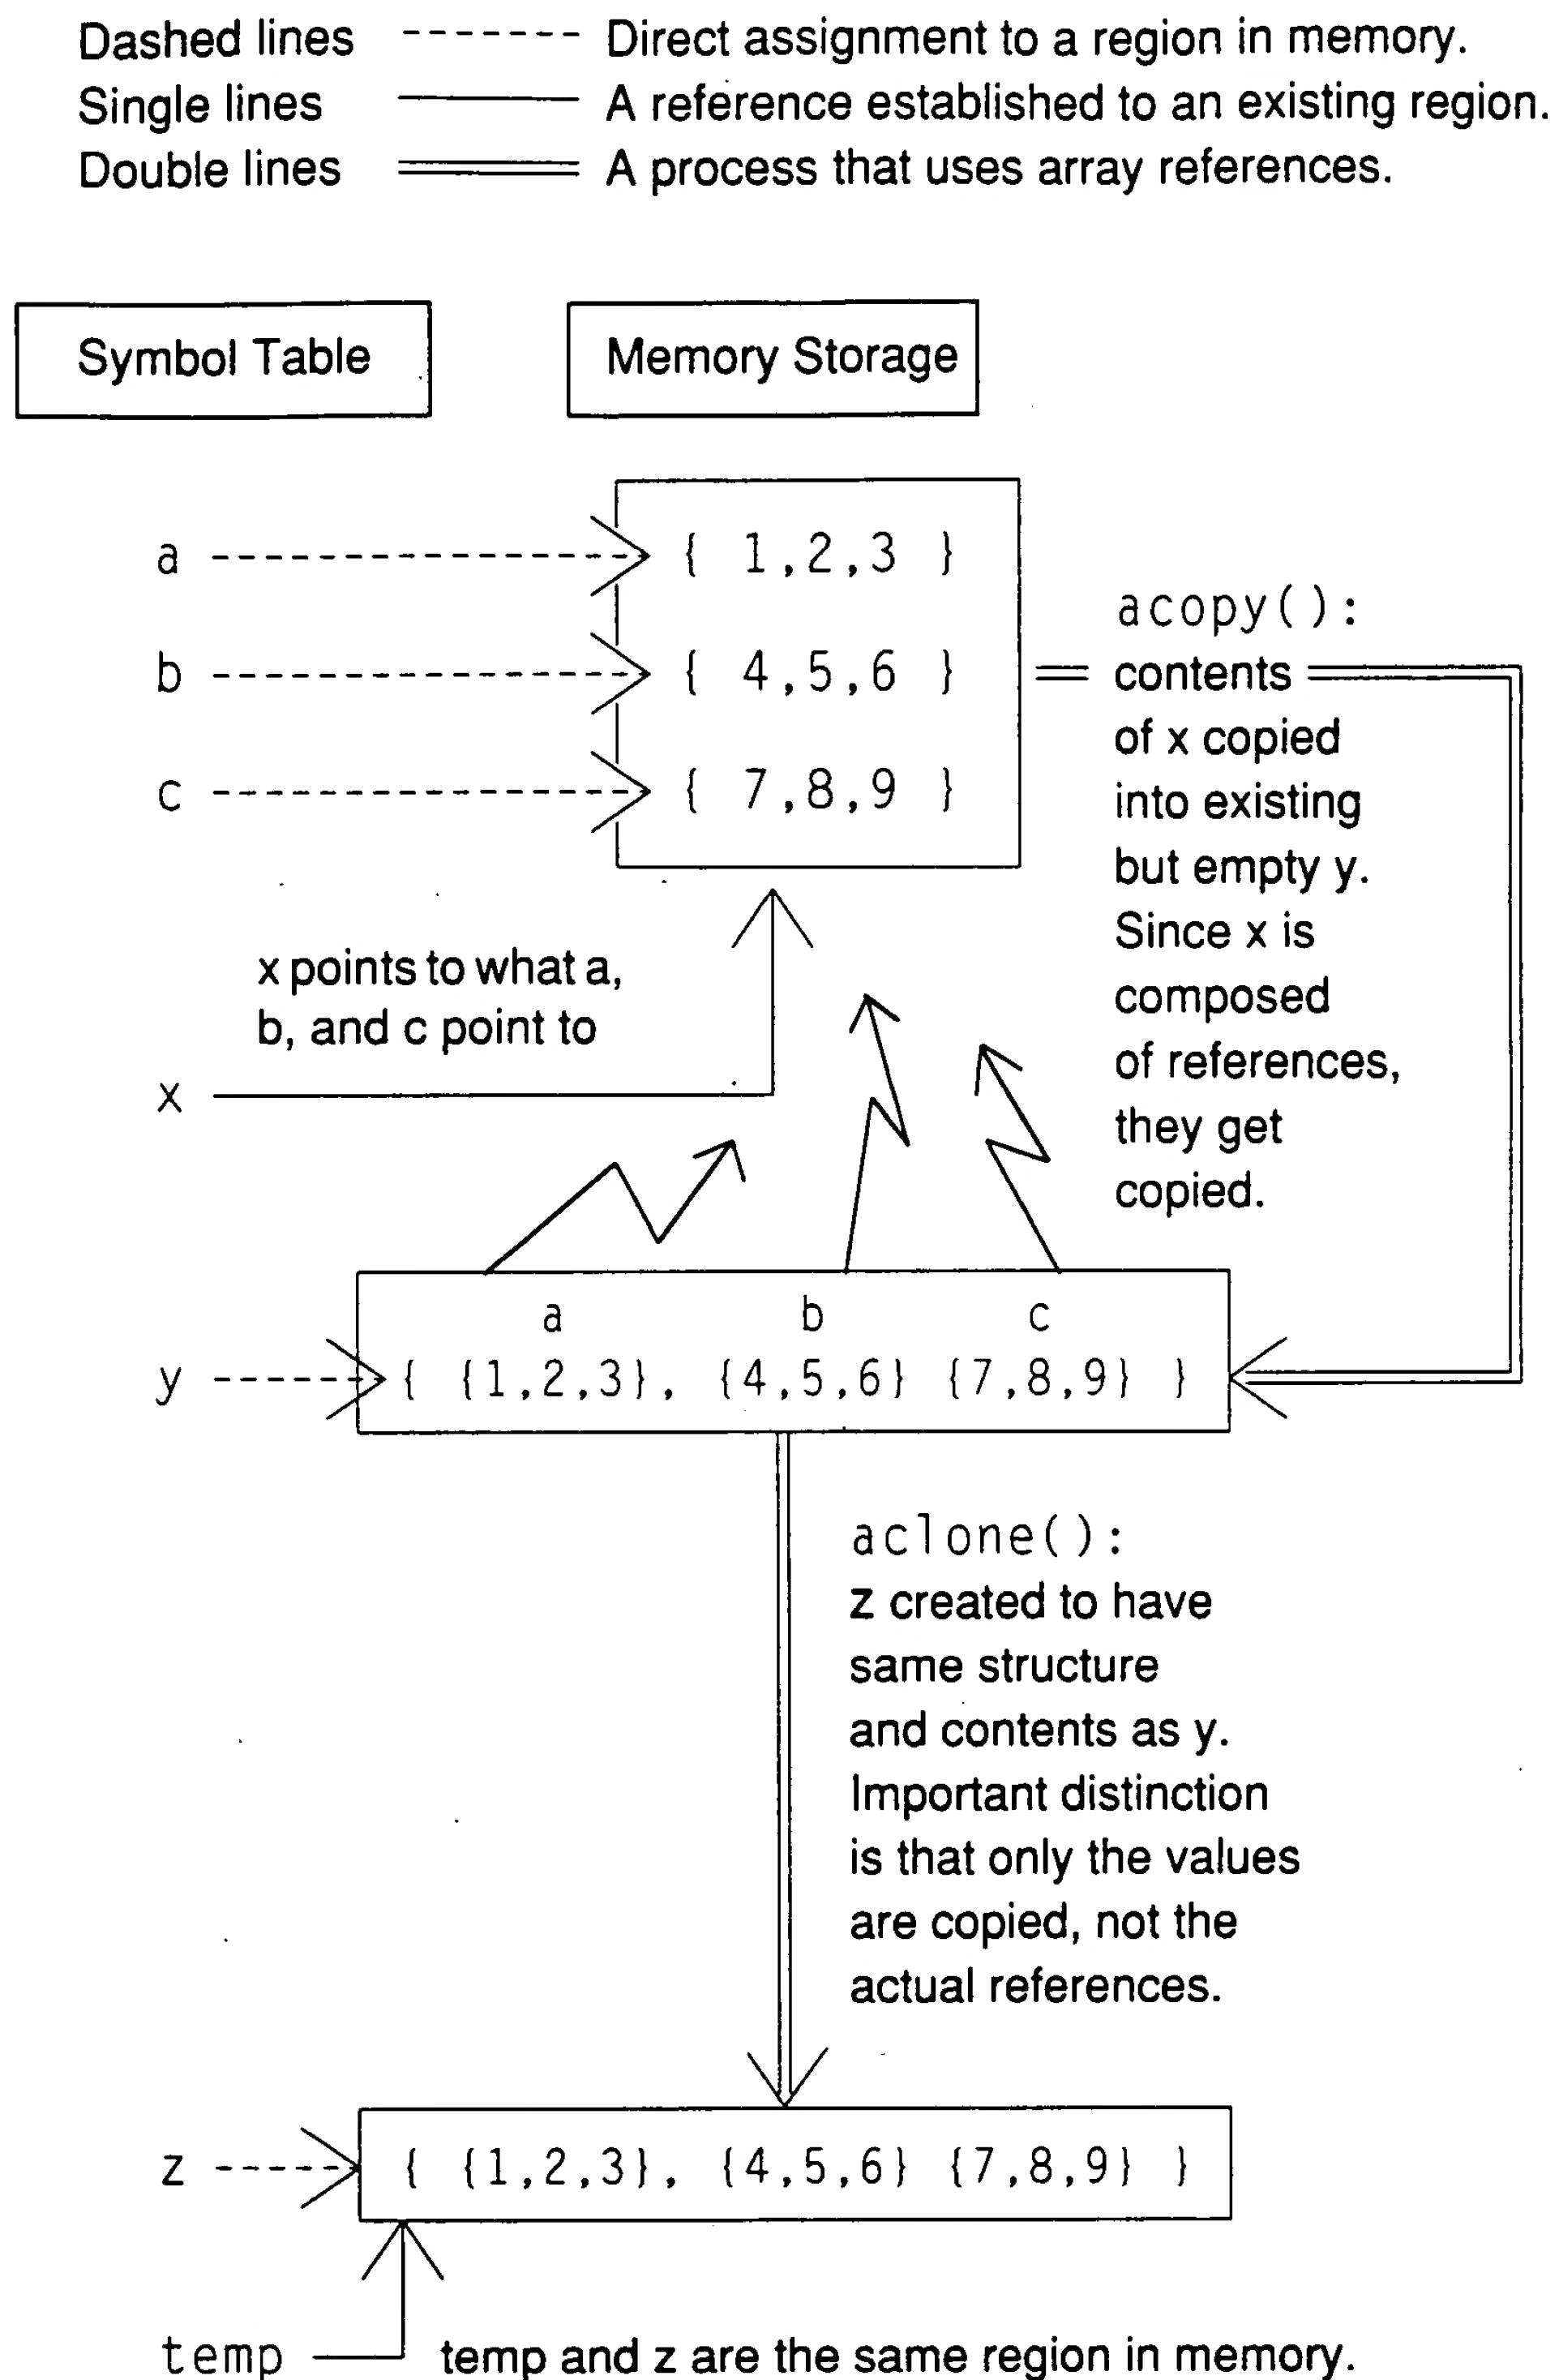 Dashed lines ------- Direct assignment to a region in memory.
Single lines A reference established to an existing region.
Double lines A process that uses array references.
Symbol Table
Memory Storage
a
{ 1,2,3 }
b
{ 4,5,6 }
c
{ 7,8,9 }
acopy():
contents
of x copied
into existing
but empty y.
Since x is
composed
of references,
they get
copied.
x points to what a,
b, and c point to
x
a b c
y
{ {1,2,3}, {4,5,6} {7,8,9} }
aclone():
z created to have
same structure
and contents as y.
Important distinction
is that only the values
are copied, not the
actual references.
z
{ {1,2,3}, {4,5,6} {7,8,9} }
temp
temp and z are the same region in memory.